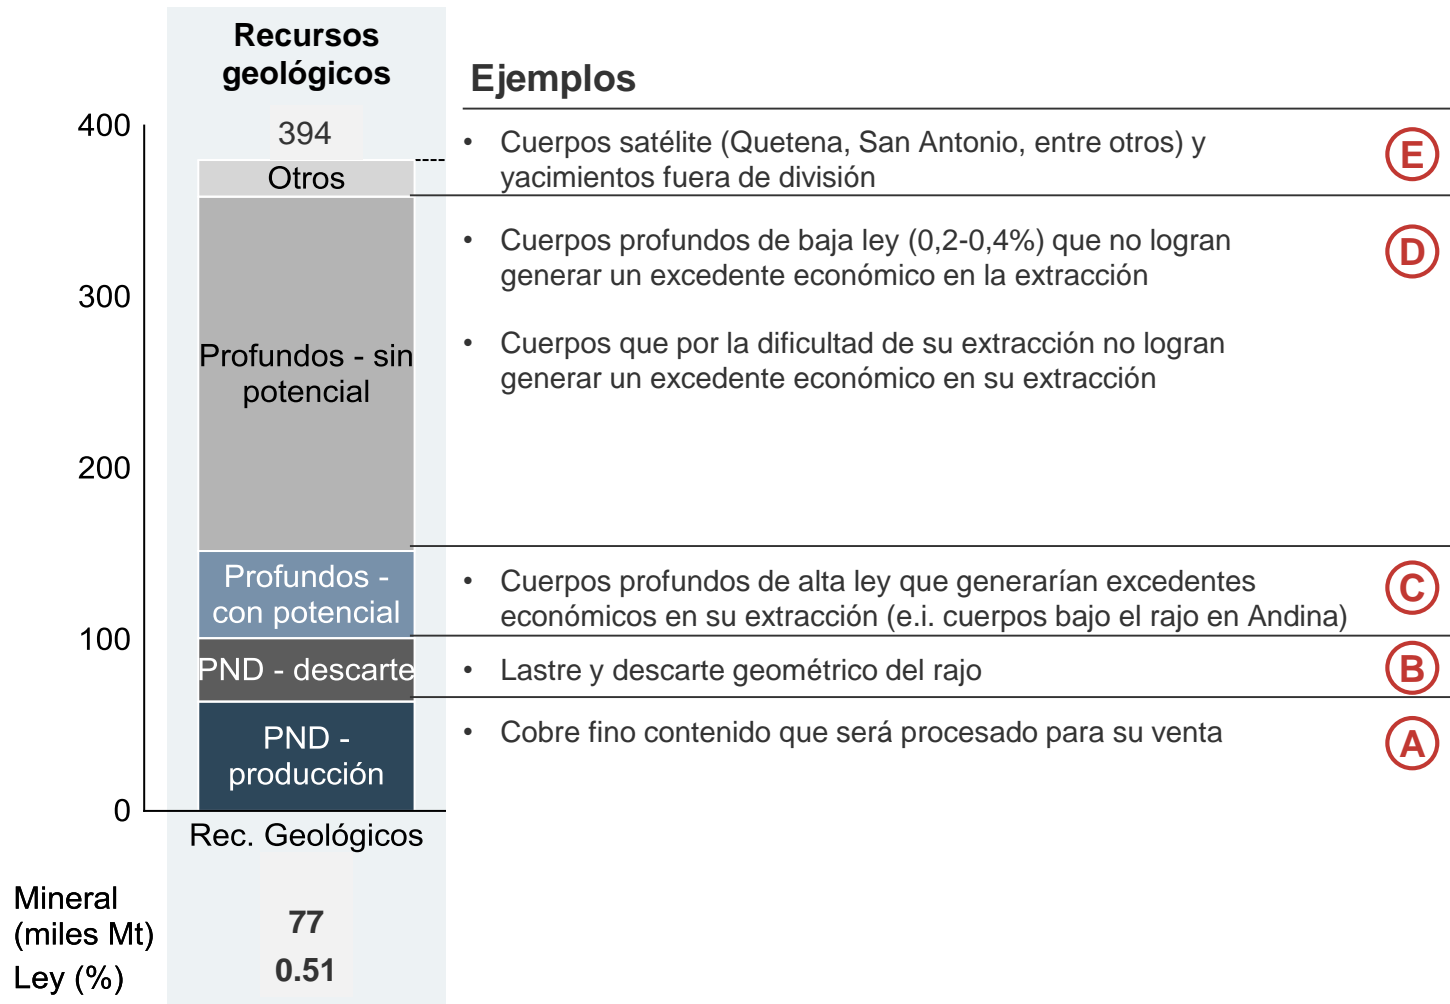 Recursos
geológicos
Ejemplos
400
300
200
100
0
394
Otros
Profundos - sin
potencial
Profundos -
con potencial
PND - descarte
PND -
producción
Rec. Geológicos
• Cuerpos satélite (Quetena, San Antonio, entre otros) y
yacimientos fuera de división
E
• Cuerpos profundos de baja ley (0,2-0,4%) que no logran
generar un excedente económico en la extracción
D
• Cuerpos que por la dificultad de su extracción no logran
generar un excedente económico en su extracción
• Cuerpos profundos de alta ley que generarían excedentes
económicos en su extracción (e.i. cuerpos bajo el rajo en Andina)
C
• Lastre y descarte geométrico del rajo
B
• Cobre fino contenido que será procesado para su venta
A
Mineral
(miles Mt)
77
Ley (%)
0.51